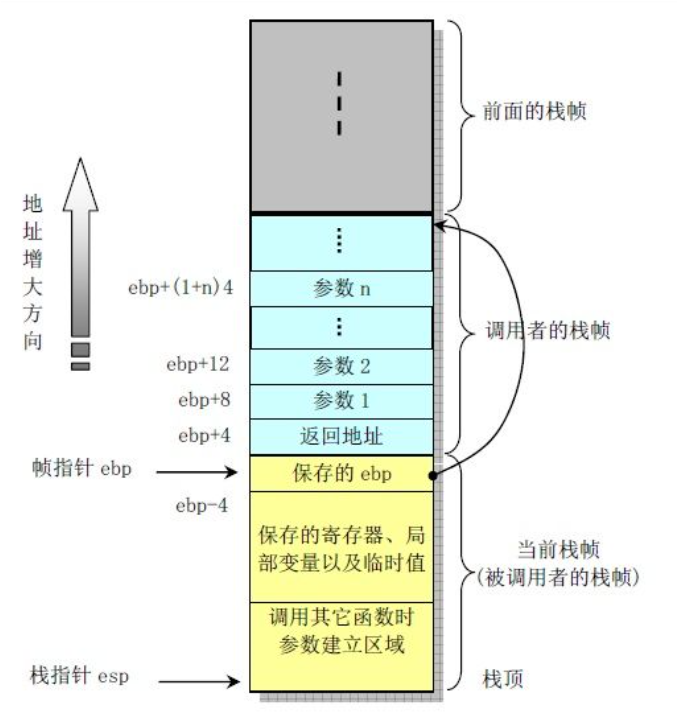 前面的栈帧
地址增大方向
ebp+(1+n)4
参数n
调用者的栈帧
ebp+12
参数2
ebp+8
参数1
ebp+4
返回地址
帧指针 ebp
保存的 ebp
ebp-4
保存的寄存器、局
部变量以及临时值
当前栈帧
(被调用者的栈帧)
调用其它函数时
参数建立区域
栈指针 esp
栈顶